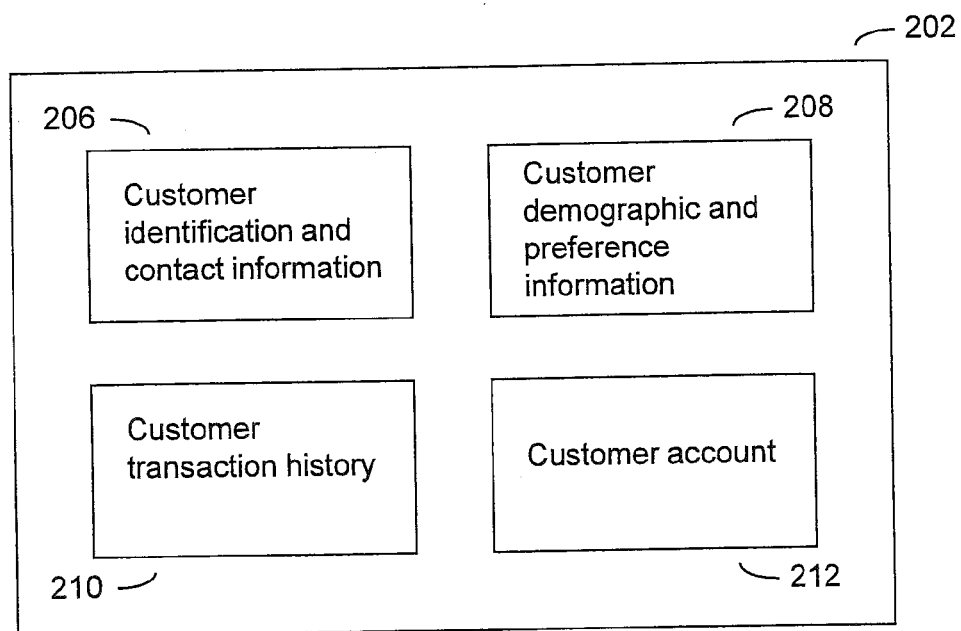 202
206
208
Customer
identification and
contact information
Customer
demographic and
preference
information
Customer
transaction history
Customer account
210
212